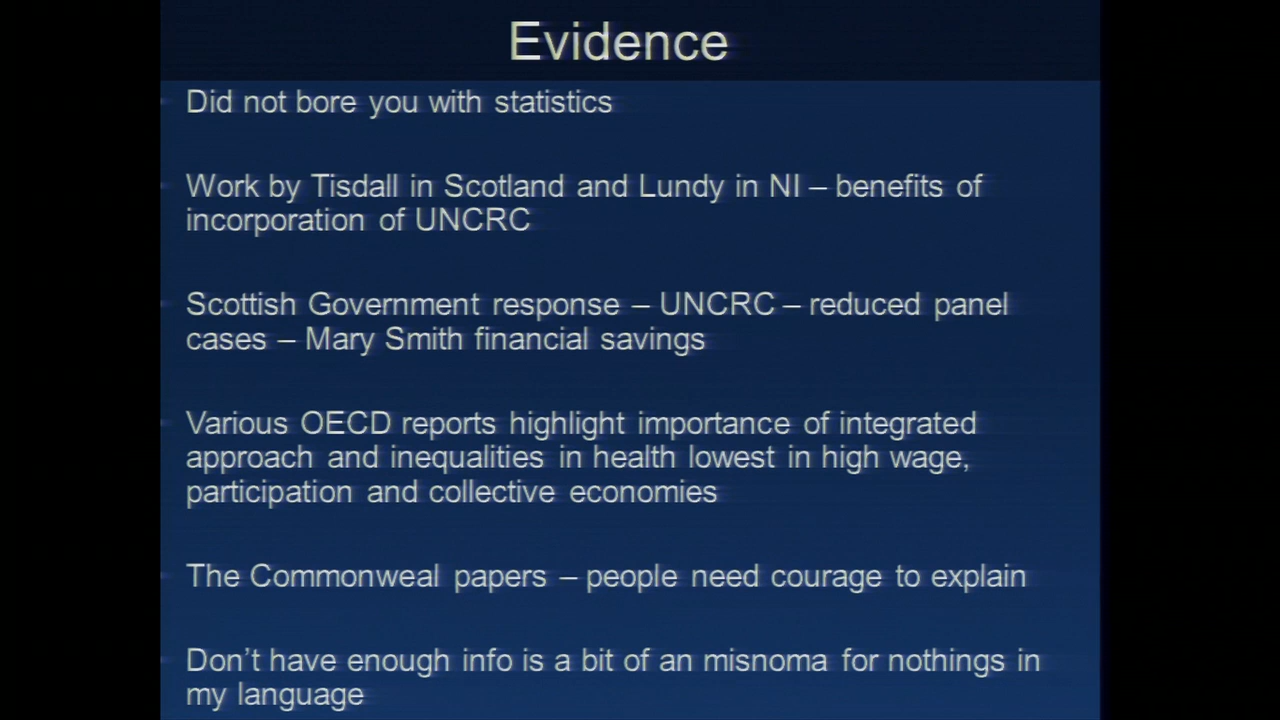 Evidence
Did not bore you with statistics
Work by Tisdall in Scotland and Lundy in NI – benefits of
incorporation of UNCRC
Scottish Government response – UNCRC – reduced panel
cases – Mary Smith financial savings
Various OECD reports highlight importance of integrated
approach and inequalities in health lowest in high wage,
participation and collective economies
The Commonweal papers – people need courage to explain
Don’t have enough info is a bit of an misnoma for nothings in
my language